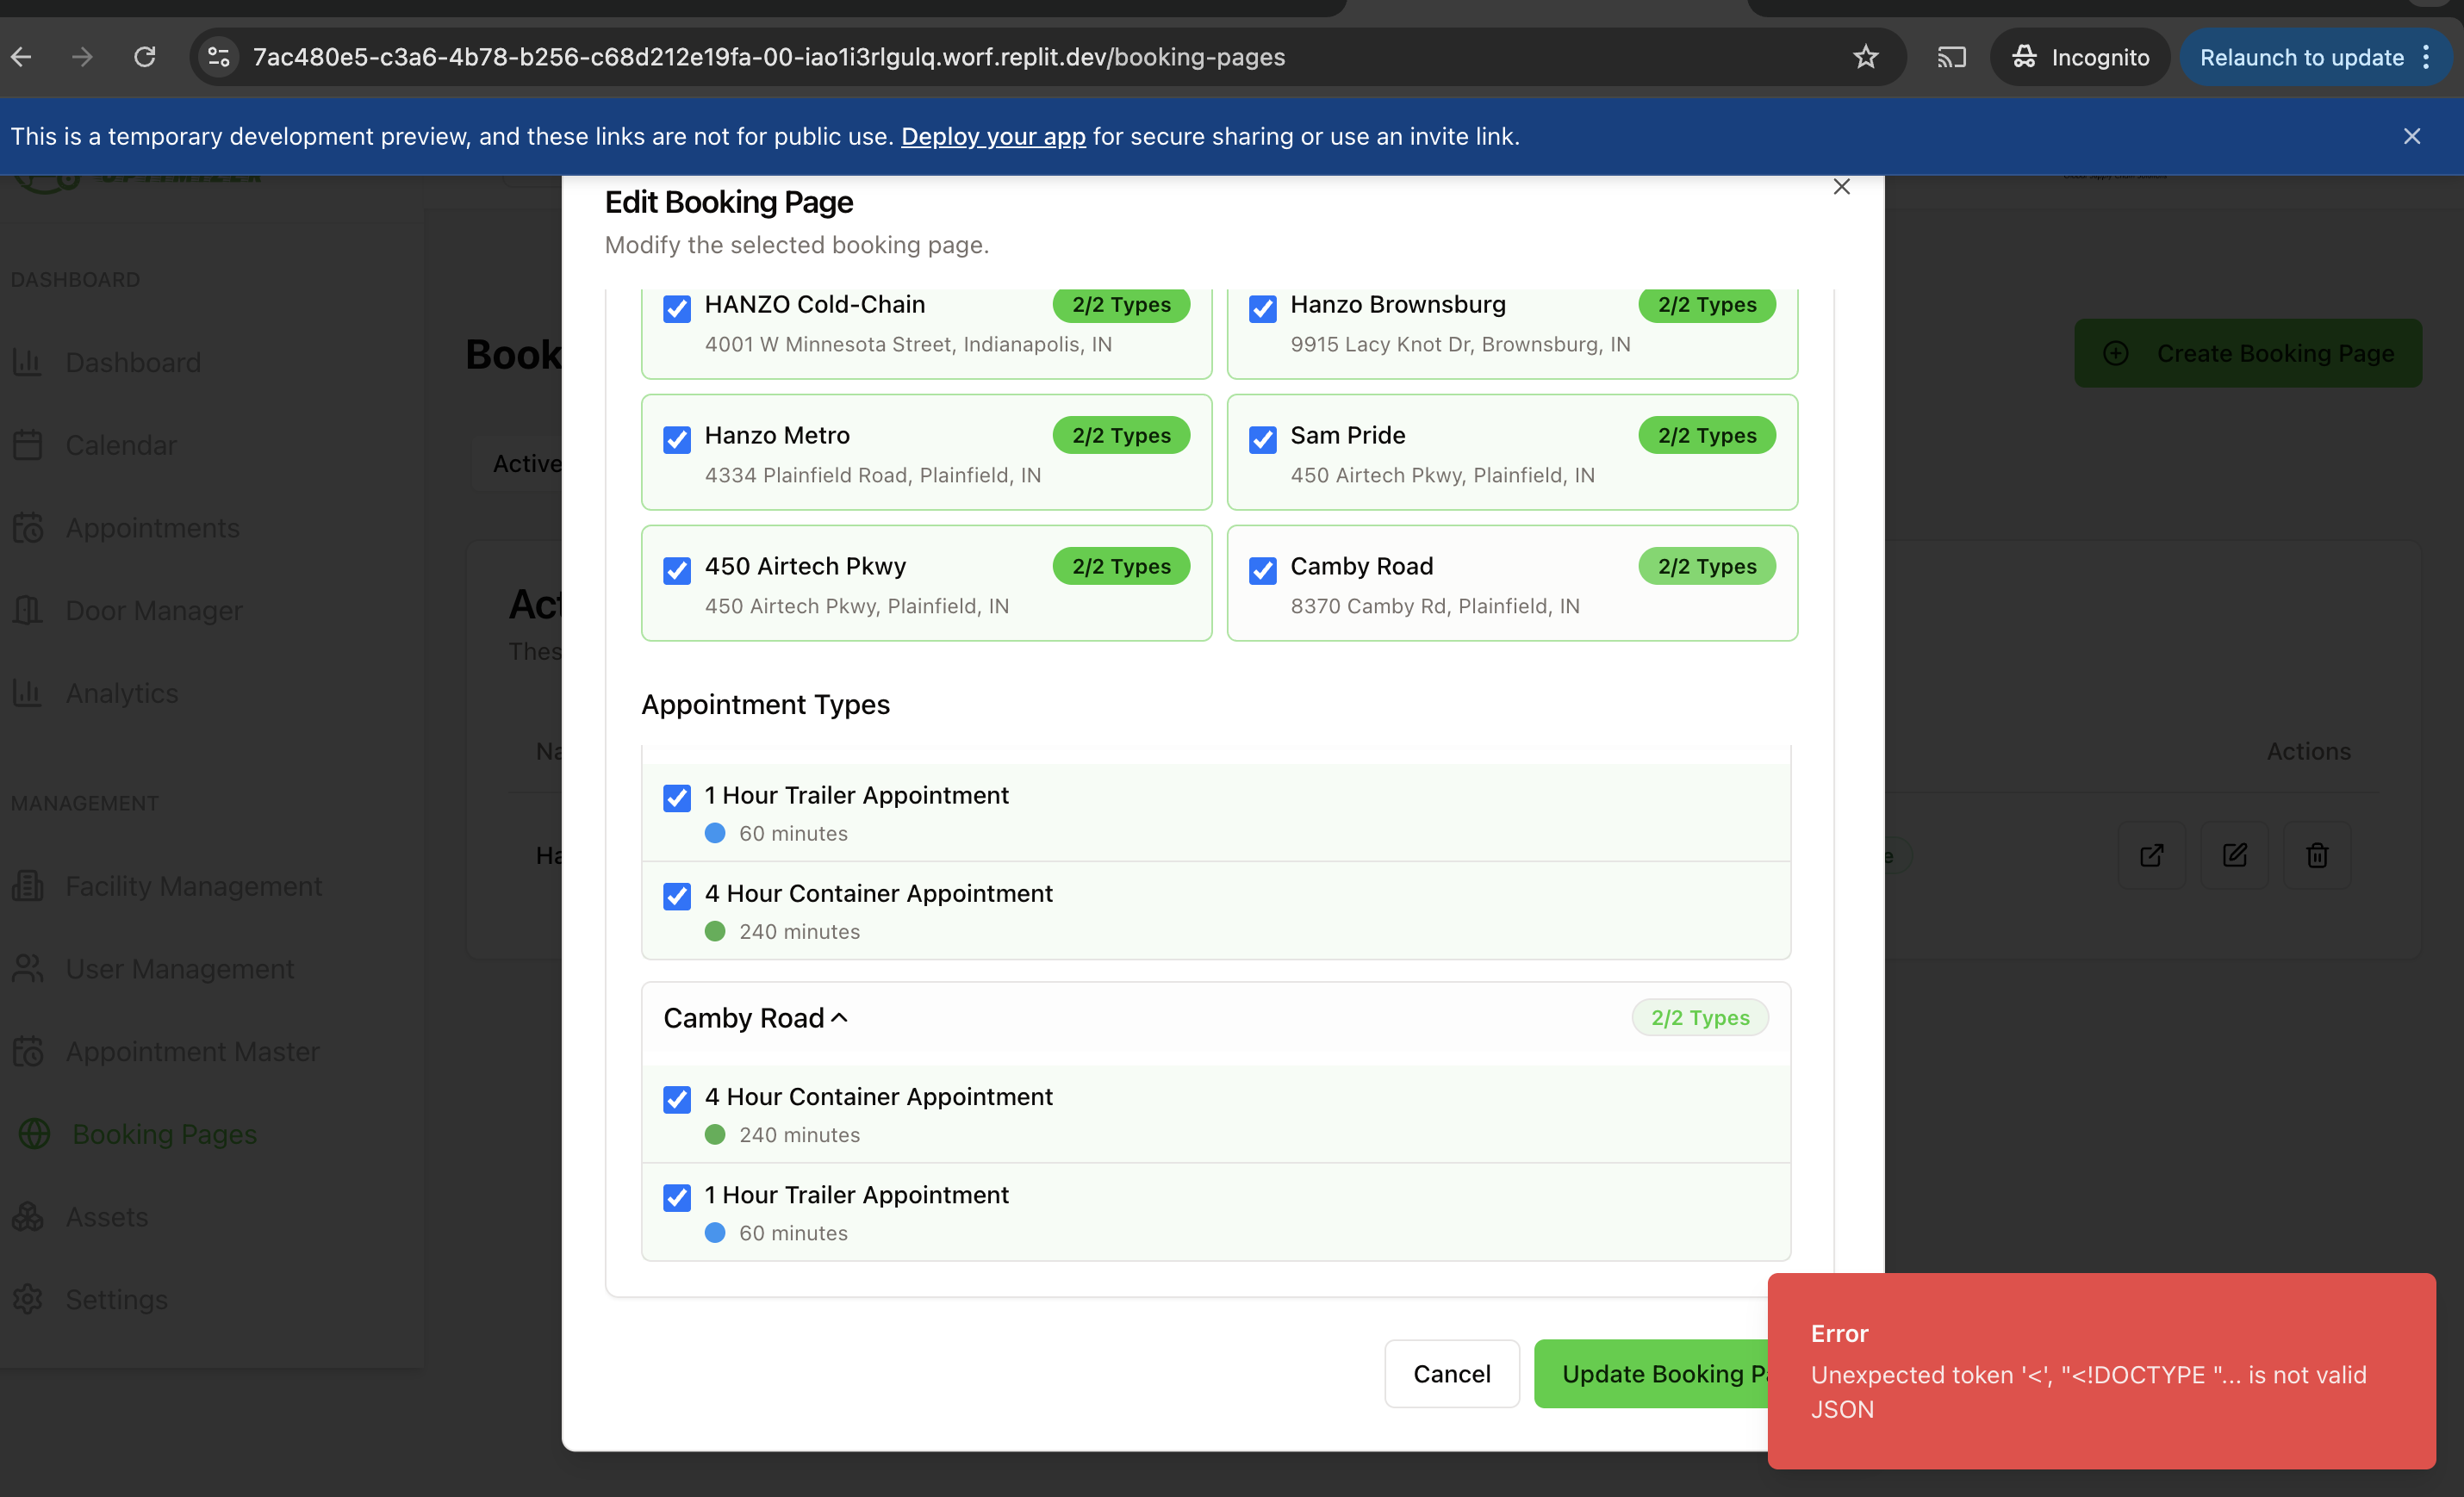 7ac480e5-c3a6-4b78-b256-c68d212e19fa-00-iao1i3rlgulq.worf.replit.dev/booking-pages
Incognito
Relaunch to update
This is a temporary development preview, and these links are not for public use. Deploy your app for secure sharing or use an invite link.
Edit Booking Page
Modify the selected booking page.
DASHBOARD
Dashboard
Calendar
Appointments
Door Manager
Analytics
MANAGEMENT
Facility Management
User Management
Appointment Master
Booking Pages
Assets
Settings
Book
Create Booking Page
Active
Act
Thes
Na
Actions
Ha
e
HANZO Cold-Chain
2/2 Types
4001 W Minnesota Street, Indianapolis, IN
Hanzo Brownsburg
2/2 Types
9915 Lacy Knot Dr, Brownsburg, IN
Hanzo Metro
2/2 Types
4334 Plainfield Road, Plainfield, IN
Sam Pride
2/2 Types
450 Airtech Pkwy, Plainfield, IN
450 Airtech Pkwy
2/2 Types
450 Airtech Pkwy, Plainfield, IN
Camby Road
2/2 Types
8370 Camby Rd, Plainfield, IN
Appointment Types
1 Hour Trailer Appointment
60 minutes
4 Hour Container Appointment
240 minutes
Camby Road
2/2 Types
4 Hour Container Appointment
240 minutes
1 Hour Trailer Appointment
60 minutes
Cancel
Update Booking Pa
Error
Unexpected token '<', "<!DOCTYPE "... is not valid
JSON